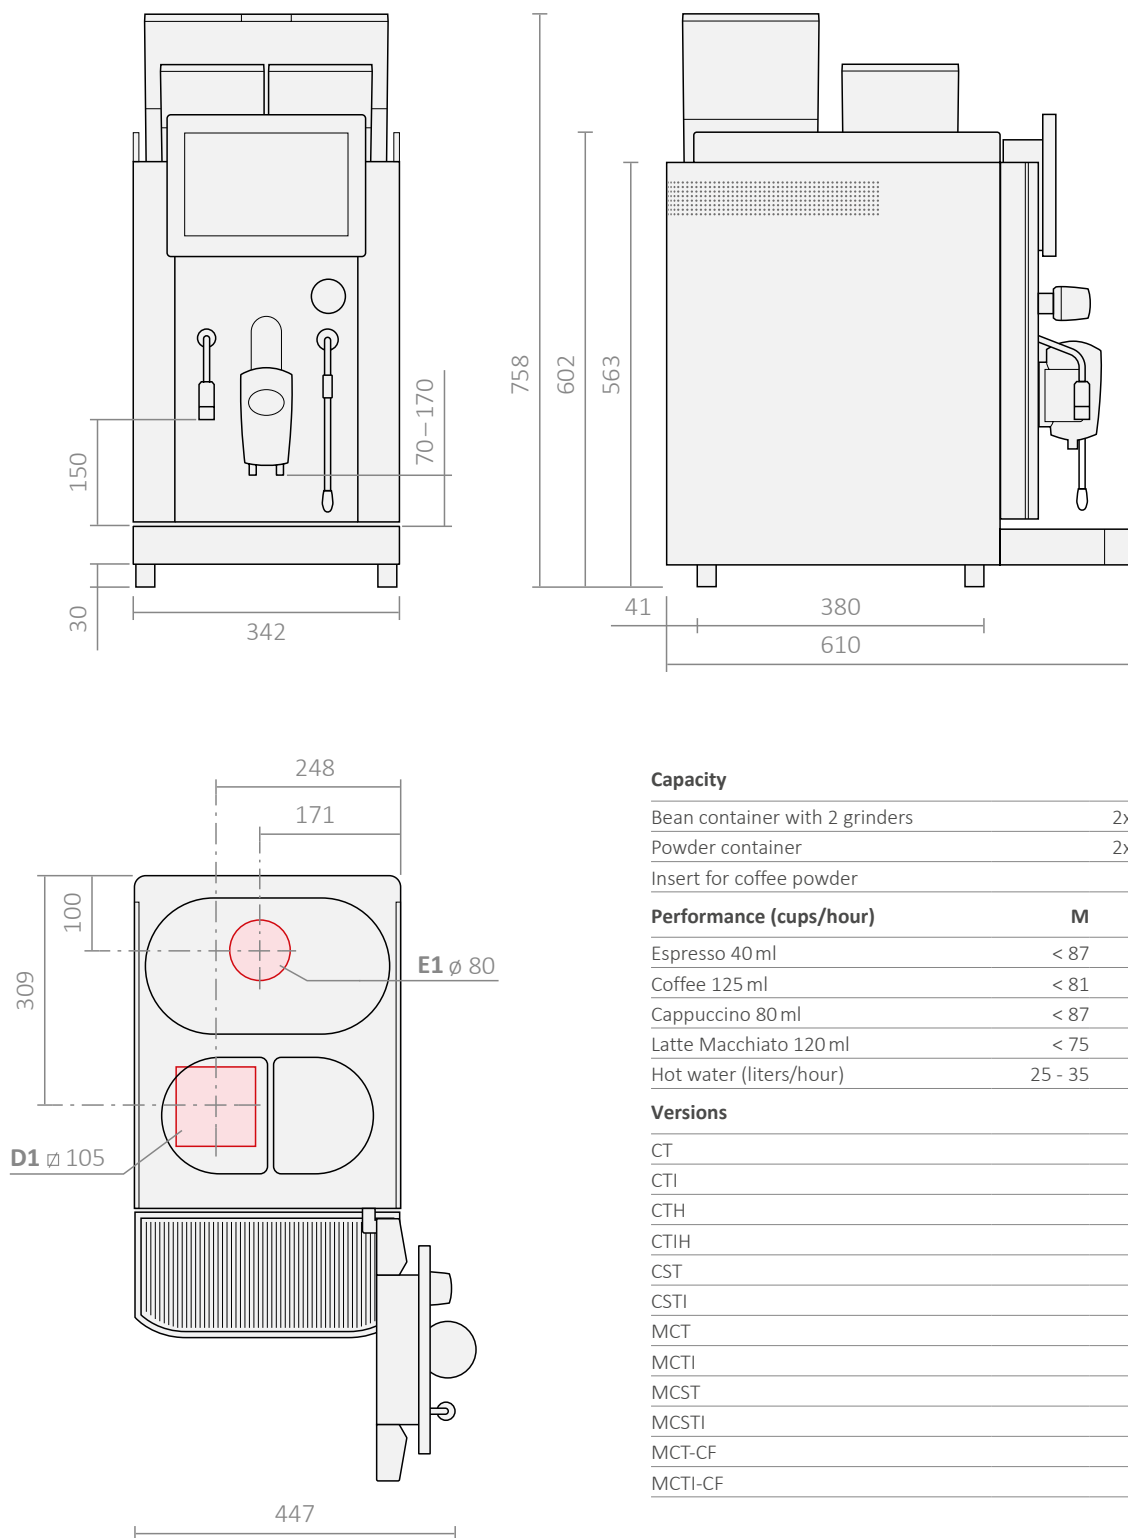 758
602
563
150
70–170
30
342
41
380
610
248
171
100
309
E1 ⌀ 80
D1 105
447
Capacity
Bean container with 2 grinders 2x
Powder container 2x
Insert for coffee powder
Performance (cups/hour) M
Espresso 40 ml < 87
Coffee 125 ml < 81
Cappuccino 80 ml < 87
Latte Macchiato 120 ml < 75
Hot water (liters/hour) 25 - 35
Versions
CT
CTI
CTH
CTIH
CST
CSTI
MCT
MCTI
MCST
MCSTI
MCT-CF
MCTI-CF